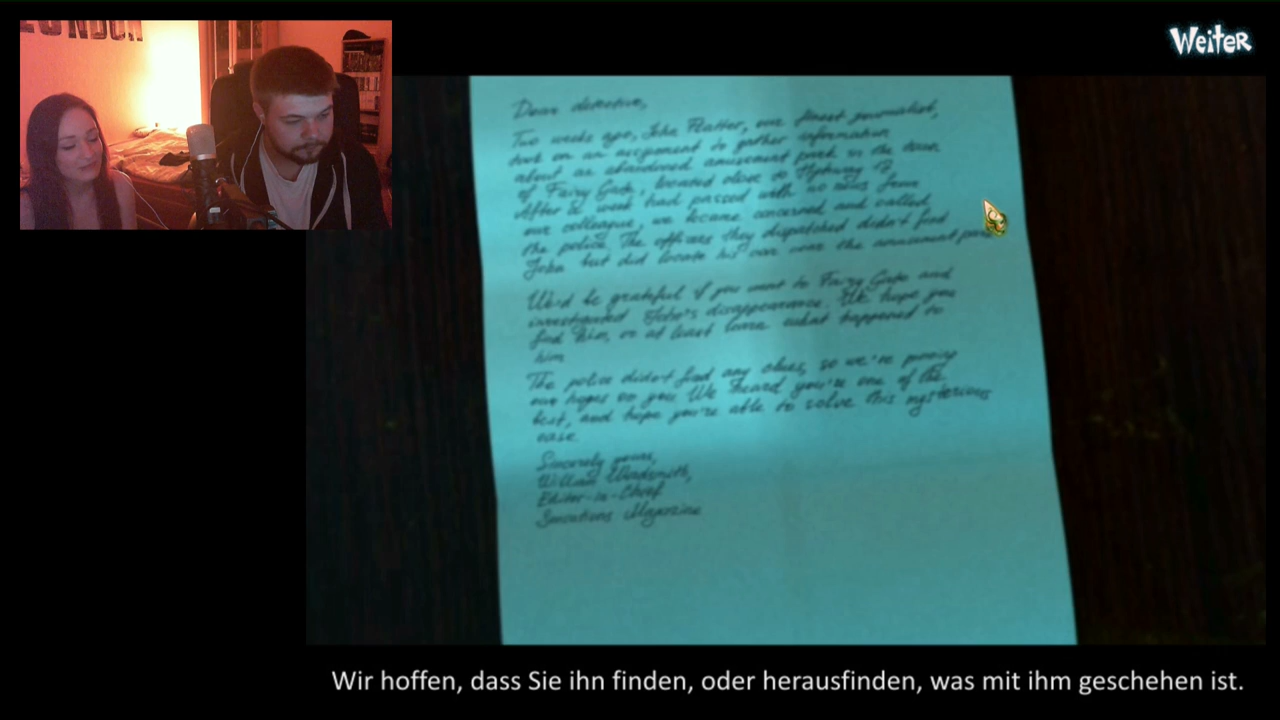 LONDON
Weiter
Dear detective,
Two weeks ago, John Platter, our finest journalist,
took on an assignment to gather information
about an abandoned amusement park in the town
of Fairy Gate, located close to Highway 8.
After a week had passed with no news from
our colleague, we became concerned and called
the police. The officers they dispatched didn't find
John but did locate his car near the amusement park.
We'd be grateful if you went to Fairy Gate and
investigated John's disappearance. We hope you
find him, or at least learn what happened to
him
The police didn't find any clues, so we're
our hopes on you. We heard you're one of the
best, and hope you're able to solve this mysterious
case.
Sincerely yours,
William
Editor-in-Chief
Sensations Magazine
Wir hoffen, dass Sie ihn finden, oder herausfinden, was mit ihm geschehen ist.